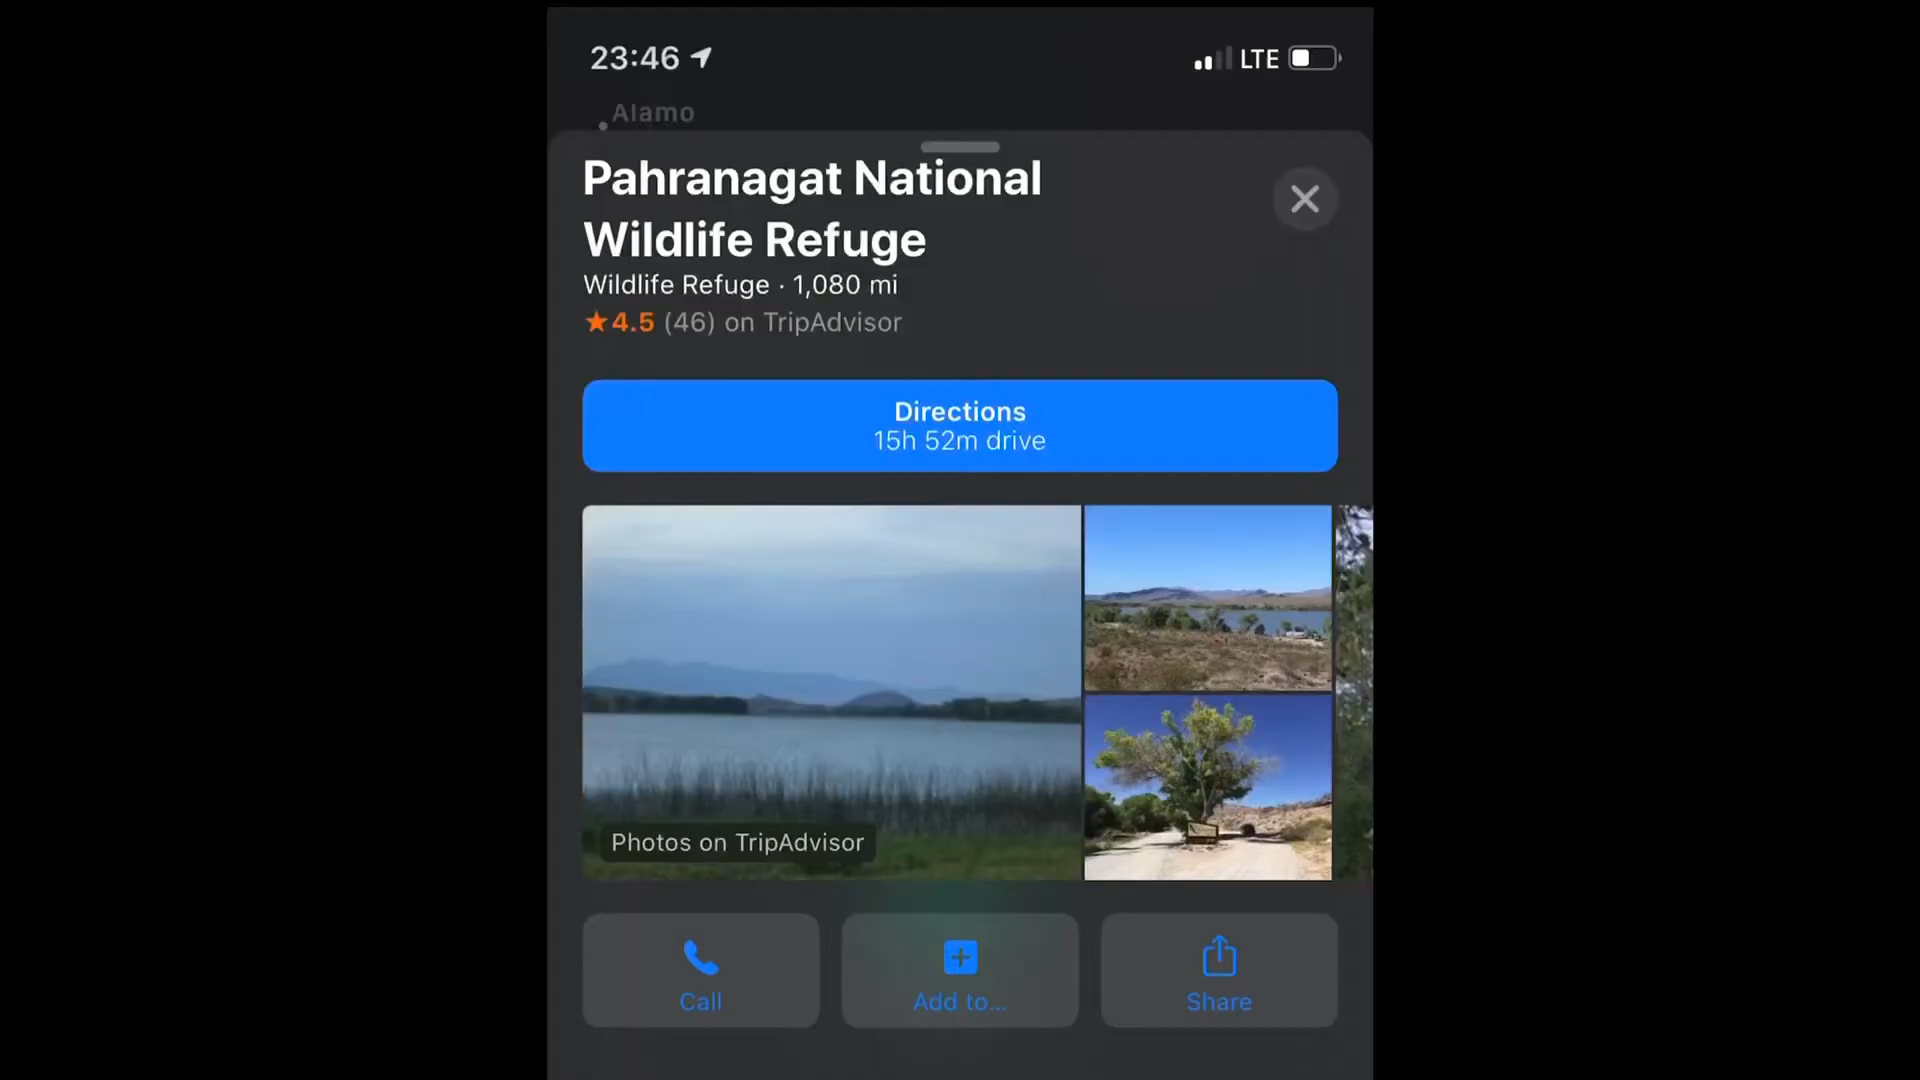 23:46
LTE
Alamo
Pahranagat National
Wildlife Refuge
Wildlife Refuge · 1,080 mi
★4.5 (46) on TripAdvisor
Directions
15h 52m drive
Photos on TripAdvisor
Call
Add to...
Share